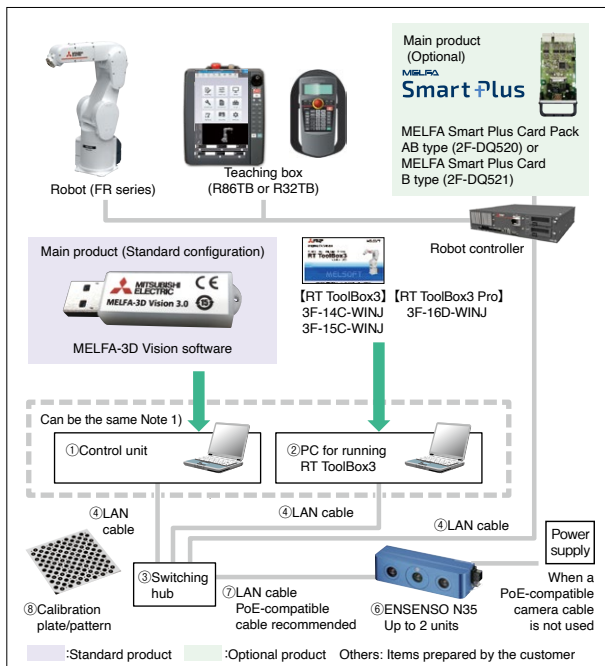 Main product
(Optional)
MELFA
Smart Plus
MELFA Smart Plus Card Pack
AB type (2F-DQ520) or
MELFA Smart Plus Card
B type (2F-DQ521)
Robot (FR series)
Teaching box
(R86TB or R32TB)
Robot controller
Main product (Standard configuration)
MITSUBISHI
ELECTRIC
MELFA-3D Vision 3.0
CE
15
MELFA-3D Vision software
RT ToolBox3
MELSOFT
【RT ToolBox3】
3F-14C-WINJ
3F-15C-WINJ
【RT ToolBox3 Pro】
3F-16D-WINJ
Can be the same Note 1)
①Control unit
②PC for running
RT ToolBox3
④LAN
cable
④LAN cable
④LAN cable
Power
supply
When a
PoE-compatible
camera cable
is not used
③Switching
hub
⑦LAN cable
PoE-compatible
cable recommended
⑥ENSENSO N35
Up to 2 units
⑧Calibration
plate/pattern
:Standard product
:Optional product
Others: Items prepared by the customer